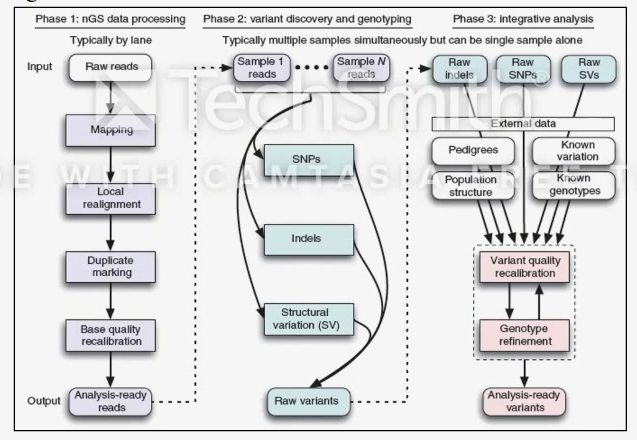 Phase 1: nGS data processing
Typically by lane
Input
Raw reads
Mapping
Local
realignment
Duplicate
marking
Base quality
recalibration
Output
Analysis-ready
reads
Phase 2: variant discovery and genotyping
Typically multiple samples simultaneously but can be single sample alone
Sample 1
reads
Sample N
reads
SNPs
Indels
Structural
variation (SV)
Raw variants
Phase 3: integrative analysis
Raw
indels
Raw
SNPs
Raw
SVs
External data
Pedigrees
Known
variation
Population
structure
Known
genotypes
Variant quality
recalibration
Genotype
refinement
Analysis-ready
variants
TechSmith®
WITH CAMTASIA